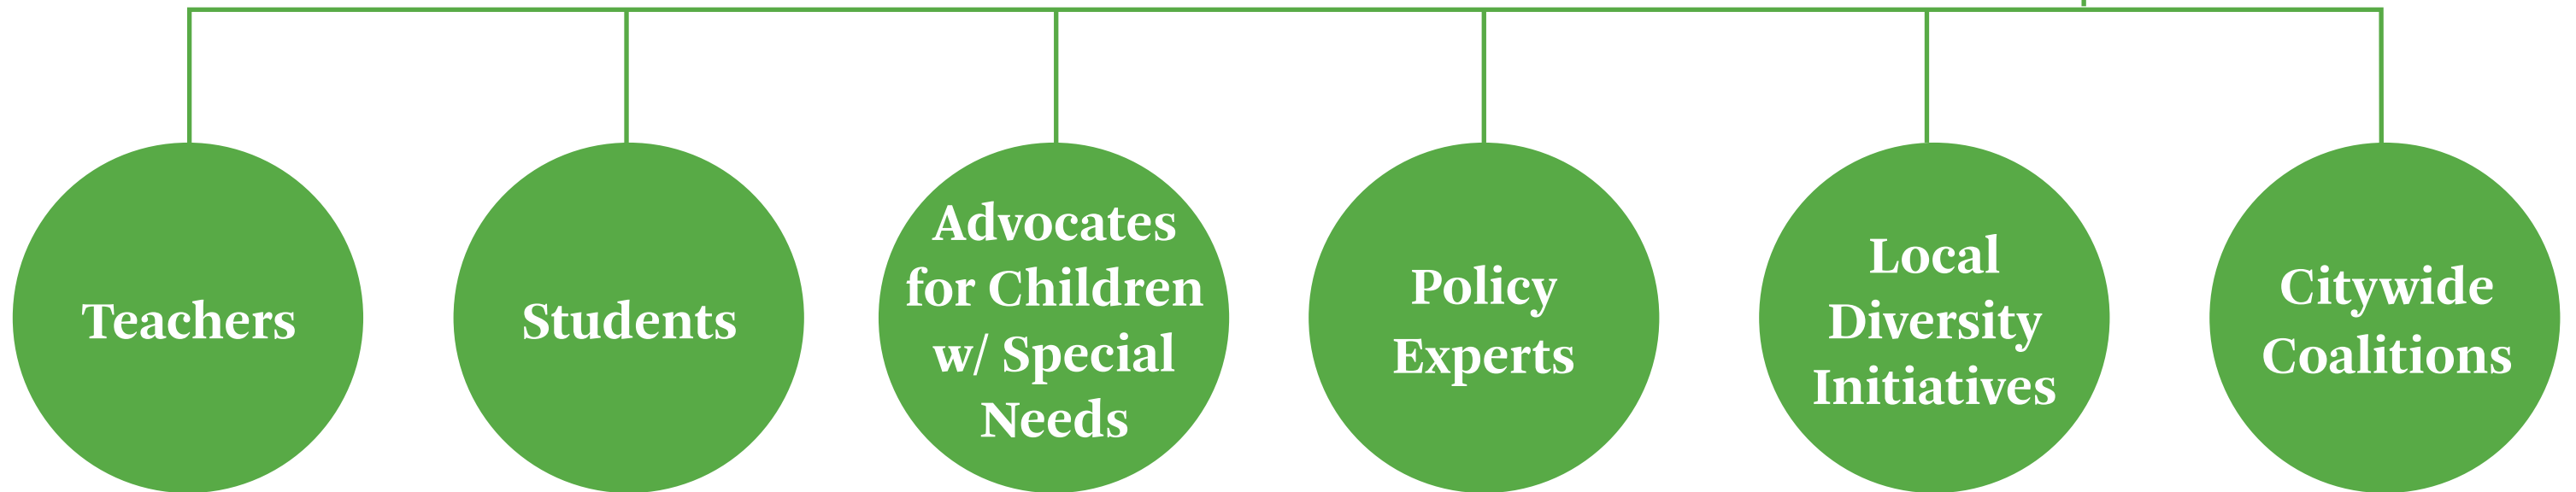 Teachers
Students
Advocates
for Children
w/ Special
Needs
Policy
Experts
Local
Diversity
Initiatives
Citywide
Coalitions